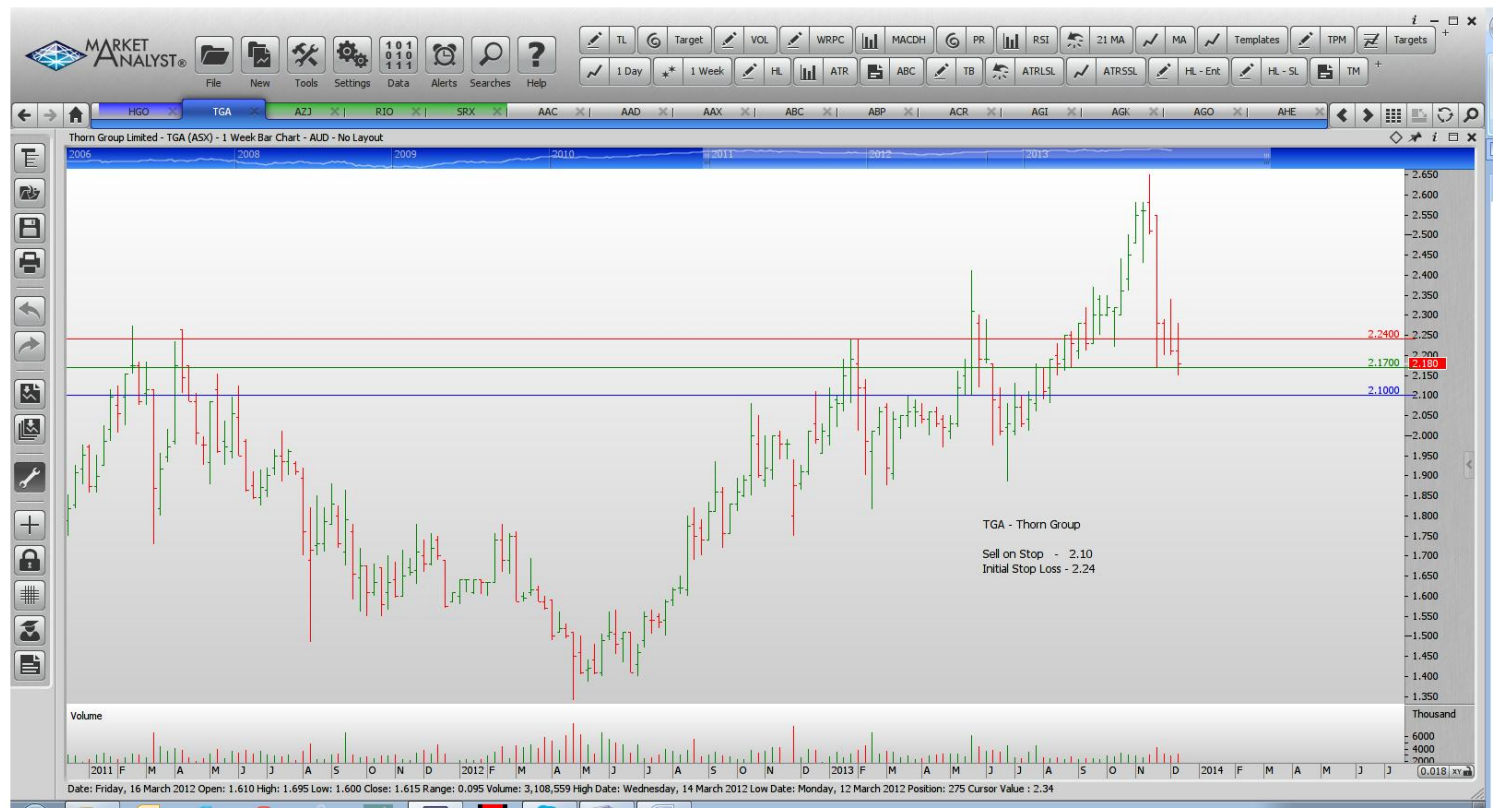 i
MARKET ANALYST®
File New Tools Settings Data Alerts Searches Help
TL Target VOL WRPC MACDH PR RSI 21 MA MA Templates TPM Targets +
1 Day 1 Week HL ATR ABC TB ATRLSL ATRSSL HL - Ent HL - SL TM +
HGO TGA AZJ RIO SRX AAC AAD AAX ABC ABP ACR AGI AGK AGO AHE
Thorn Group Limited - TGA (ASX) - 1 Week Bar Chart - AUD - No Layout
i
2006 2008 2009 2010 2011 2012 2013
2.650
2.600
2.550
2.500
2.450
2.400
2.350
2.300
2.2400
2.250
2.200
2.1700
2.180
2.150
2.1000
2.100
2.050
2.000
1.950
1.900
1.850
1.800
TGA - Thorn Group
1.750
Sell on Stop - 2.10
1.700
Initial Stop Loss - 2.24
1.650
1.600
1.550
1.500
1.450
1.400
1.350
Volume
Thousand
6000
4000
2000
2011 F M A M J J A S O N D 2012 F M A M J J A S O N D 2013 F M A M J J A S O N D 2014 F M A M J J
0.018 XY
Date: Friday, 16 March 2012 Open: 1.610 High: 1.695 Low: 1.600 Close: 1.615 Range: 0.095 Volume: 3,108,559 High Date: Wednesday, 14 March 2012 Low Date: Monday, 12 March 2012 Position: 275 Cursor Value : 2.34